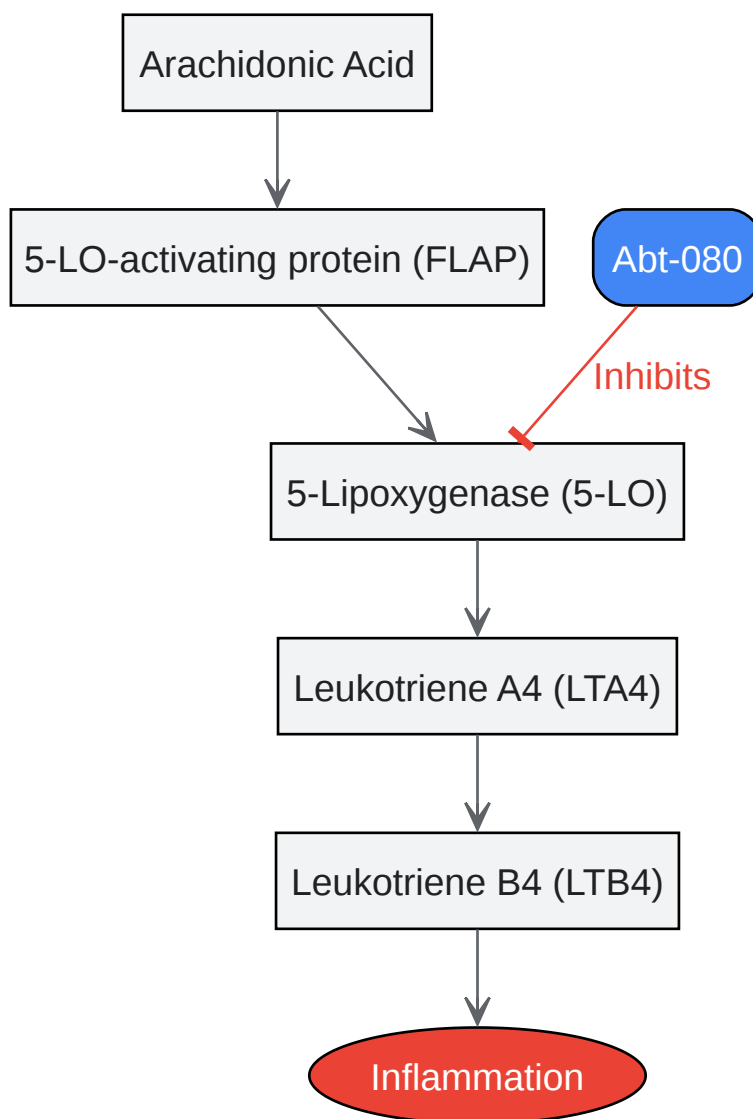 Arachidonic Acid
5-LO-activating protein (FLAP)
Abt-080
Inhibits
5-Lipoxygenase (5-LO)
Leukotriene A4 (LTA4)
Leukotriene B4 (LTB4)
Inflammation